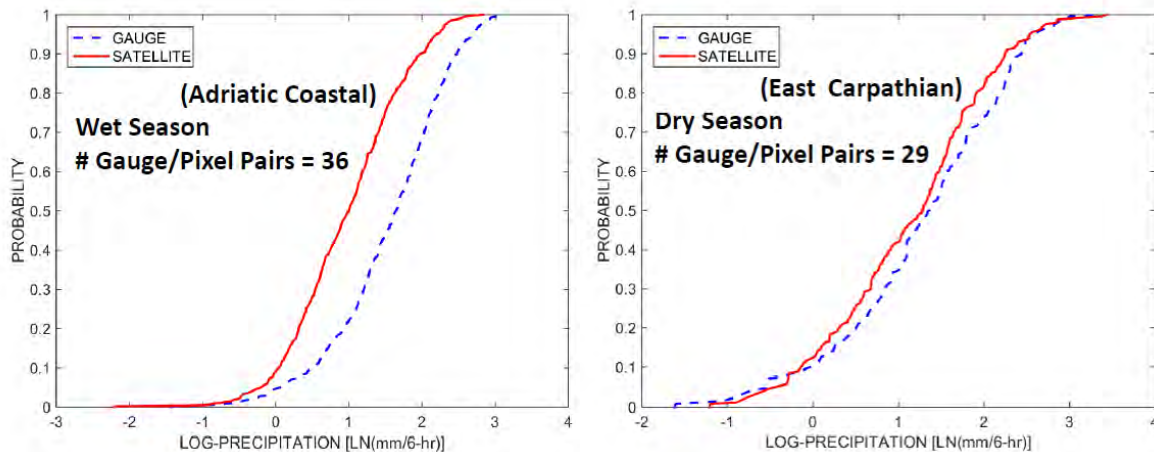 GAUGE
SATELLITE
(Adriatic Coastal)
Wet Season
# Gauge/Pixel Pairs = 36
PROBABILITY
1
0.9
0.8
0.7
0.6
0.5
0.4
0.3
0.2
0.1
0
-3 -2 -1 0 1 2 3 4
LOG-PRECIPITATION [LN(mm/6-hr)]
GAUGE
SATELLITE
(East Carpathian)
Dry Season
# Gauge/Pixel Pairs = 29
PROBABILITY
1
0.9
0.8
0.7
0.6
0.5
0.4
0.3
0.2
0.1
0
-2 -1 0 1 2 3 4
LOG-PRECIPITATION [LN(mm/6-hr)]